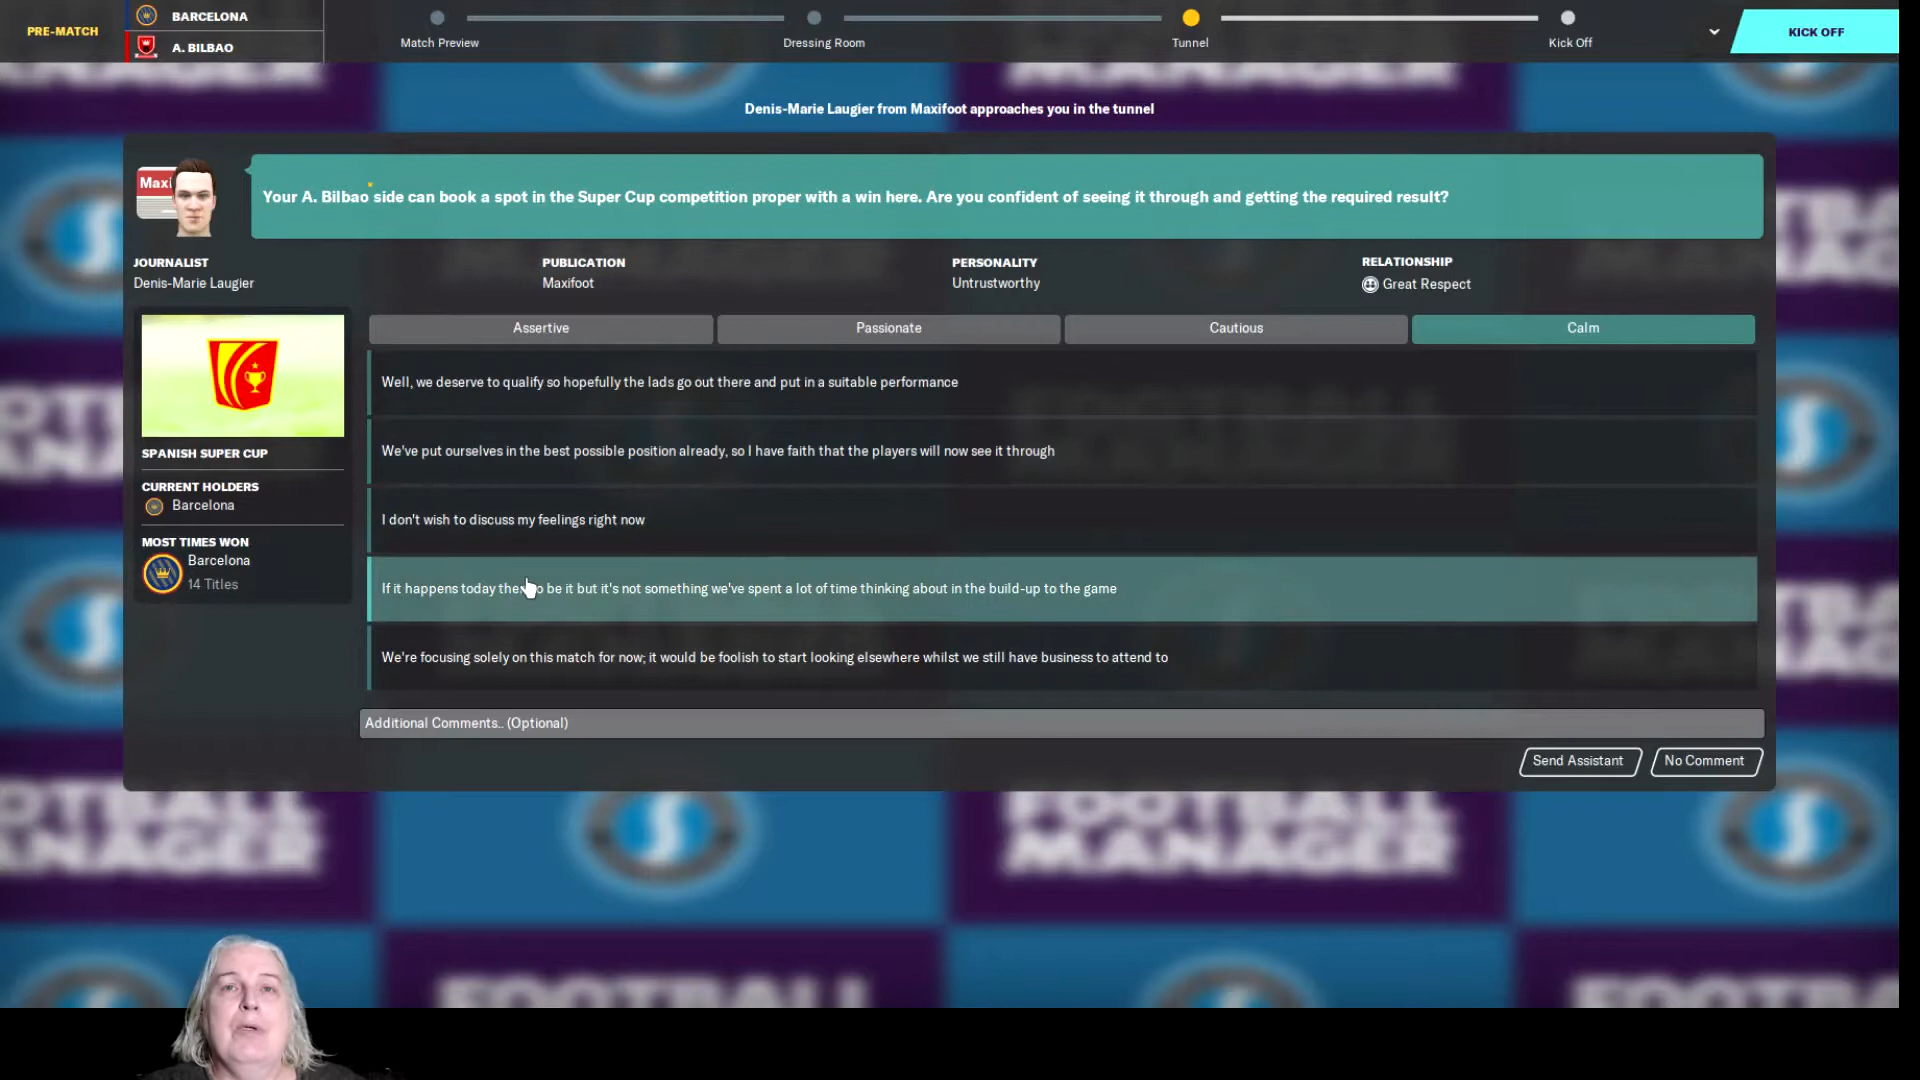 PRE-MATCH
BARCELONA
A. BILBAO
Match Preview
Dressing Room
Tunnel
Kick Off
KICK OFF
Denis-Marie Laugier from Maxifoot approaches you in the tunnel
Maxi
Your A. Bilbao side can book a spot in the Super Cup competition proper with a win here. Are you confident of seeing it through and getting the required result?
JOURNALIST
Denis-Marie Laugier
PUBLICATION
Maxifoot
PERSONALITY
Untrustworthy
RELATIONSHIP
Great Respect
Assertive
Passionate
Cautious
Calm
Well, we deserve to qualify so hopefully the lads go out there and put in a suitable performance
We've put ourselves in the best possible position already, so I have faith that the players will now see it through
I don't wish to discuss my feelings right now
If it happens today be it but it's not something we've spent a lot of time thinking about in the build-up to the game
We're focusing solely on this match for now; it would be foolish to start looking elsewhere whilst we still have business to attend to
SPANISH SUPER CUP
CURRENT HOLDERS
Barcelona
MOST TIMES WON
Barcelona
14 Titles
Additional Comments.. (Optional)
Send Assistant
No Comment
FOOTBALL
MANAGER